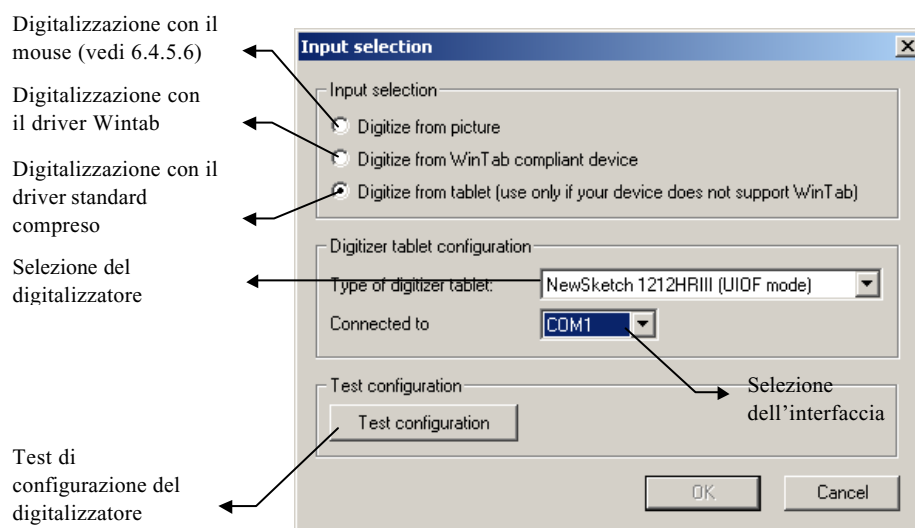 Digitalizzazione con il
mouse (vedi 6.4.5.6)
Digitalizzazione con
il driver Wintab
Digitalizzazione con il
driver standard
compreso
Selezione del
digitalizzatore
Test di
configurazione del
digitalizzatore
Input selection
Input selection
Digitize from picture
Digitize from WinTab compliant device
Digitize from tablet (use only if your device does not support WinTab)
Digitizer tablet configuration
Type of digitizer tablet: NewSketch 1212HRIII (UIOF mode)
Connected to COM1
Test configuration
Test configuration
Selezione
dell'interfaccia
OK Cancel